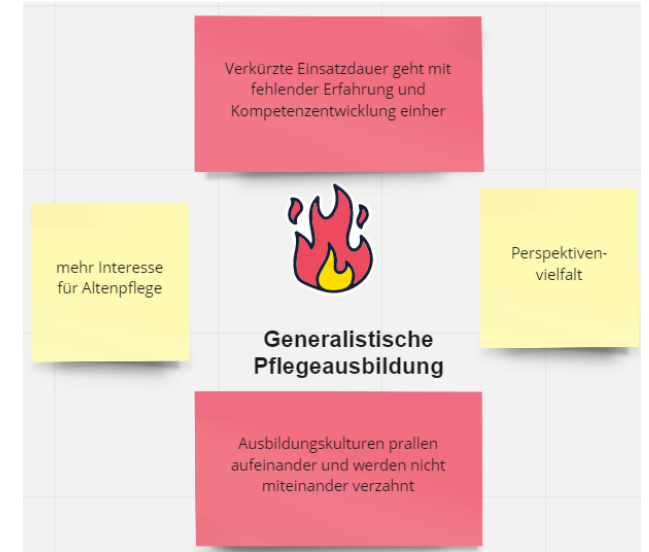 Verkürzte Einsatzdauer geht mit
fehlender Erfahrung und
Kompetenzentwicklung einher
mehr Interesse
für Altenpflege
Perspektiven-
vielfalt
Generalistische
Pflegeausbildung
Ausbildungskulturen prallen
aufeinander und werden nicht
miteinander verzahnt